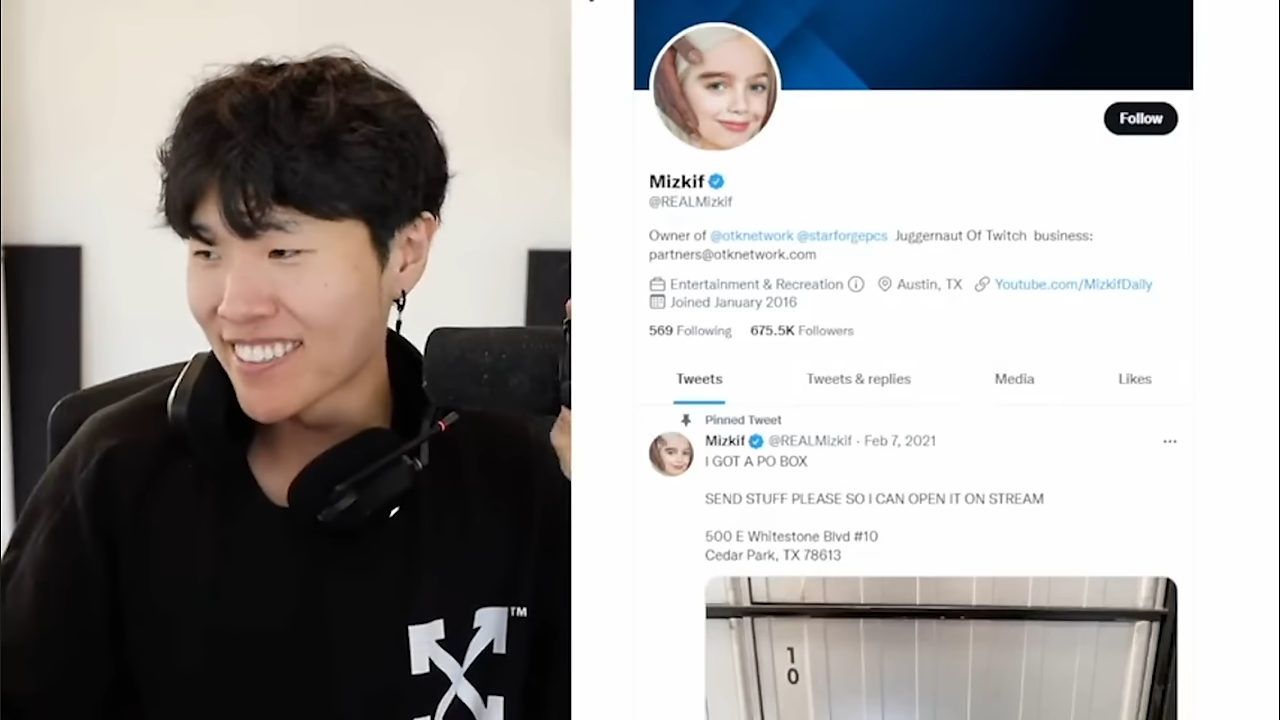 Follow
Mizkif
@REALMizkif
Owner of @otknetwork @starforgepcs Juggernaut Of Twitch business:
partners@otknetwork.com
Entertainment & Recreation Austin, TX Youtube.com/MizkifDaily
Joined January 2016
569 Following 675.5K Followers
Tweets Tweets & replies Media Likes
Pinned Tweet
Mizkif @REALMizkif · Feb 7, 2021 ···
I GOT A PO BOX
SEND STUFF PLEASE SO I CAN OPEN IT ON STREAM
500 E Whitestone Blvd #10
Cedar Park, TX 78613
10
TM